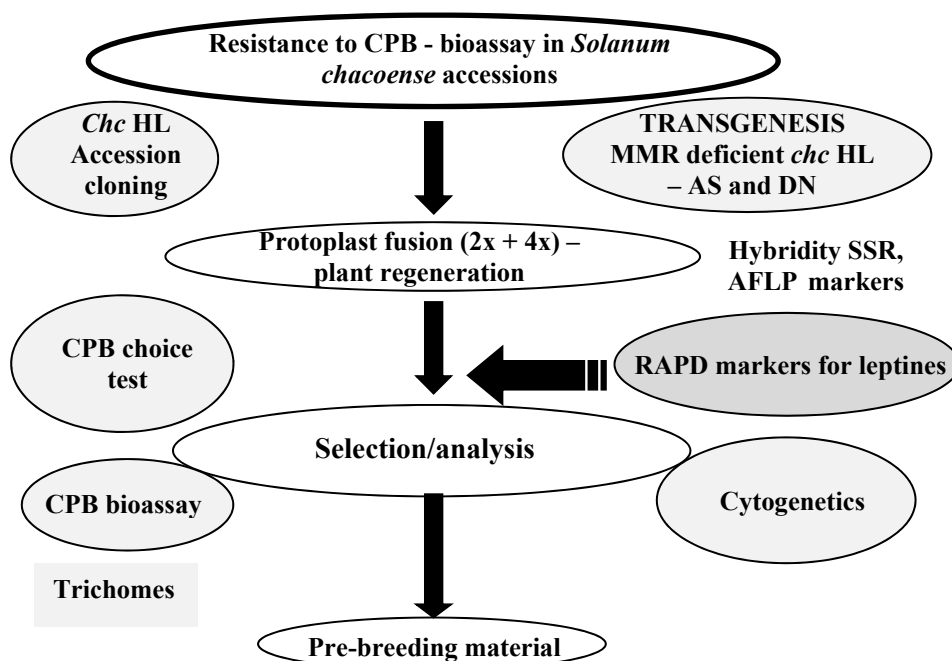 Resistance to CPB - bioassay in Solanum
chacoense accessions
Chc HL
Accession
cloning
TRANSGENESIS
MMR deficient chc HL
– AS and DN
Protoplast fusion (2x + 4x) –
plant regeneration
Hybridity SSR,
AFLP markers
CPB choice
test
RAPD markers for leptines
Selection/analysis
CPB bioassay
Cytogenetics
Trichomes
Pre-breeding material